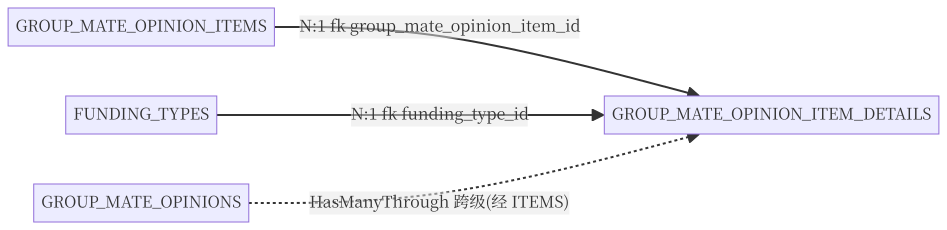 GROUP_MATE_OPINION_ITEMS
N:1 fk group_mate_opinion_item_id
FUNDING_TYPES
N:1 fk funding_type_id
GROUP_MATE_OPINION_ITEM_DETAILS
GROUP_MATE_OPINIONS
HasManyThrough 跨级(经 ITEMS)